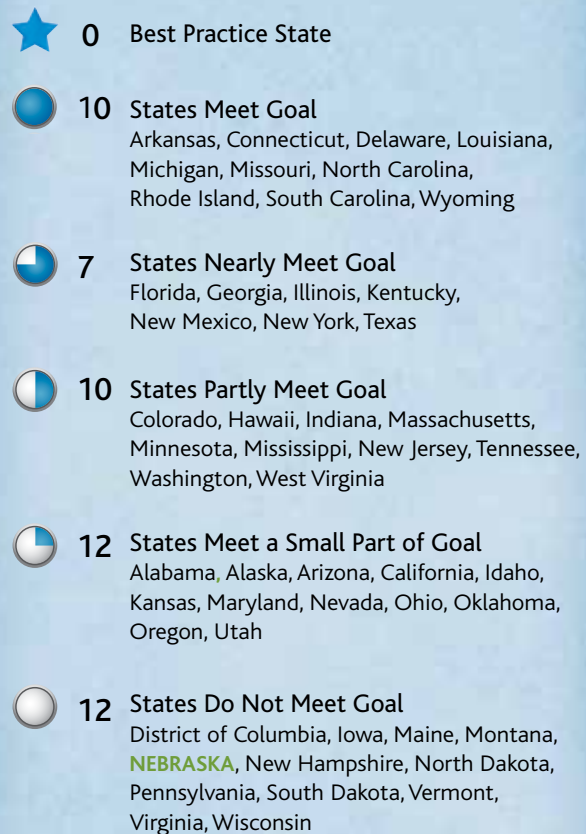 0 Best Practice State
10 States Meet Goal
Arkansas, Connecticut, Delaware, Louisiana,
Michigan, Missouri, North Carolina,
Rhode Island, South Carolina, Wyoming
7 States Nearly Meet Goal
Florida, Georgia, Illinois, Kentucky,
New Mexico, New York, Texas
10 States Partly Meet Goal
Colorado, Hawaii, Indiana, Massachusetts,
Minnesota, Mississippi, New Jersey, Tennessee,
Washington, West Virginia
12 States Meet a Small Part of Goal
Alabama, Alaska, Arizona, California, Idaho,
Kansas, Maryland, Nevada, Ohio, Oklahoma,
Oregon, Utah
12 States Do Not Meet Goal
District of Columbia, Iowa, Maine, Montana,
NEBRASKA, New Hampshire, North Dakota,
Pennsylvania, South Dakota, Vermont,
Virginia, Wisconsin